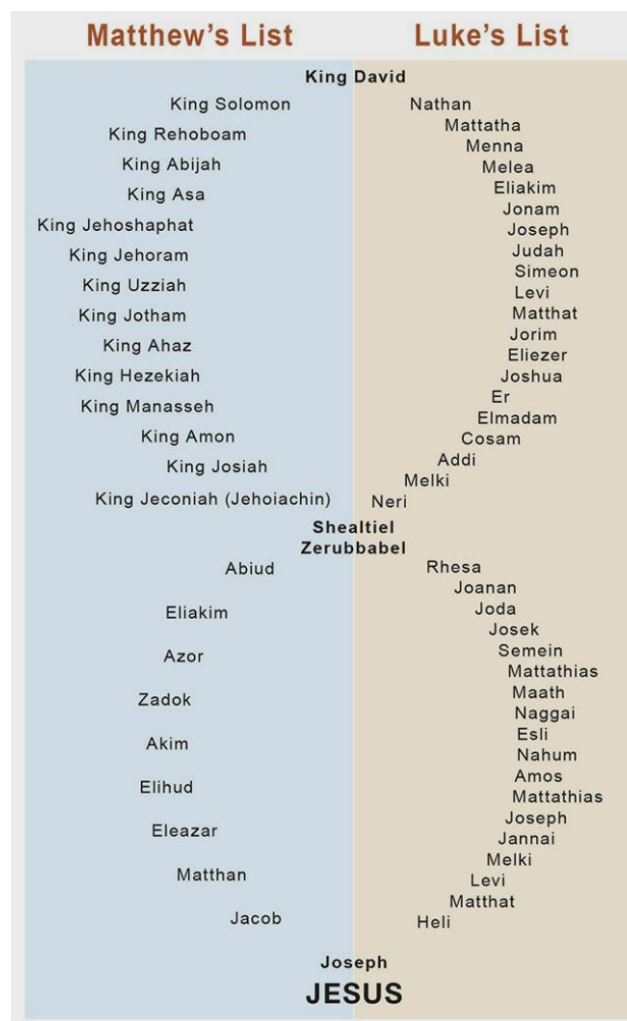 Matthew's List
Luke's List
King David
King Solomon
King Rehoboam
King Abijah
King Asa
King Jehoshaphat
King Jehoram
King Uzziah
King Jotham
King Ahaz
King Hezekiah
King Manasseh
King Amon
King Josiah
King Jeconiah (Jehoiachin)
Nathan
Mattatha
Menna
Melea
Eliakim
Jonam
Joseph
Judah
Simeon
Levi
Matthat
Jorim
Eliezer
Joshua
Er
Elmadam
Cosam
Addi
Melki
Neri
Shealtiel
Zerubbabel
Abiud
Eliakim
Azor
Zadok
Akim
Elihud
Eleazar
Matthan
Jacob
Rhesa
Joanan
Joda
Josek
Semein
Mattathias
Maath
Naggai
Esli
Nahum
Amos
Mattathias
Joseph
Jannai
Melki
Levi
Matthat
Heli
Joseph
JESUS